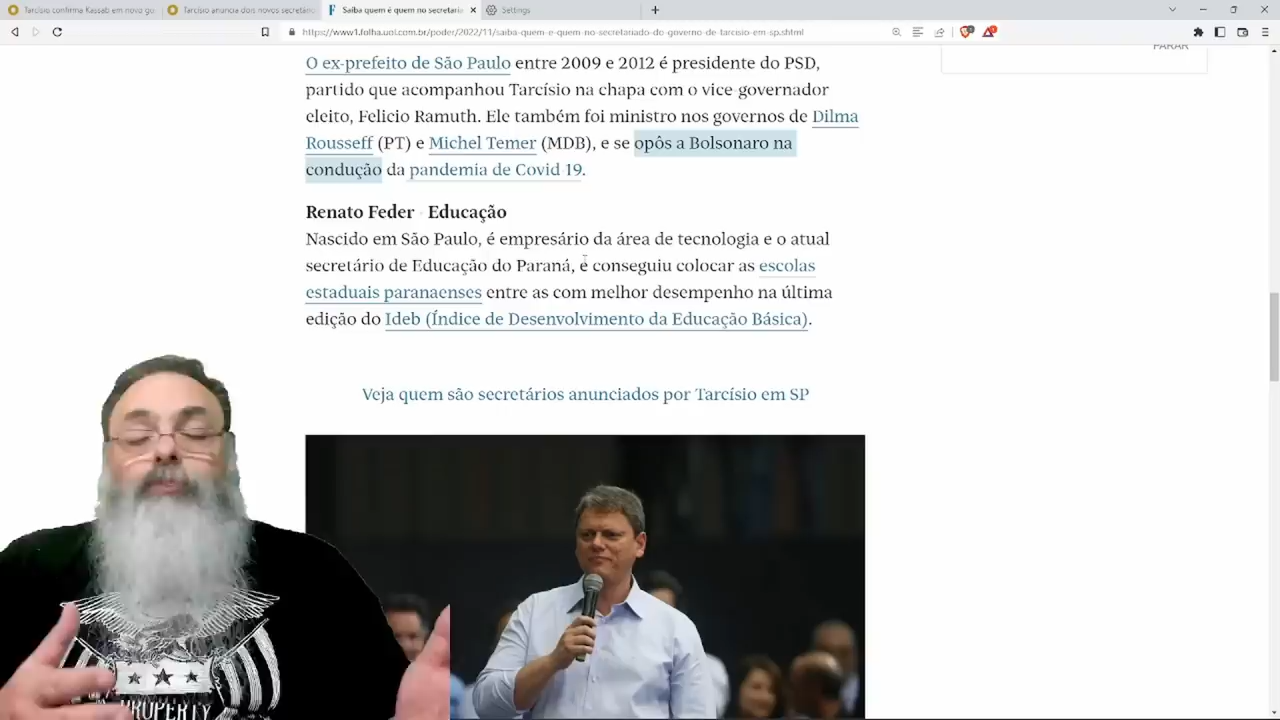 Tarcísio confirma Kassab em novo gu
Tarcísio anuncia dois novos secretário
F Saiba quem é quem no secretaria
Settings
https://www1.folha.uol.com.br/poder/2022/11/saiba-quem-e-quem-no-secretariado-do-governo-de-tarcisio-em-sp.shtml
PARAR
O ex-prefeito de São Paulo entre 2009 e 2012 é presidente do PSD,
partido que acompanhou Tarcísio na chapa com o vice-governador
eleito, Felicio Ramuth. Ele também foi ministro nos governos de Dilma
Rousseff (PT) e Michel Temer (MDB), e se opôs a Bolsonaro na
condução da pandemia de Covid 19.
Renato Feder - Educação
Nascido em São Paulo, é empresário da área de tecnologia e o atual
secretário de Educação do Paraná, e conseguiu colocar as escolas
estaduais paranaenses entre as com melhor desempenho na última
edição do Ideb (Índice de Desenvolvimento da Educação Básica).
Veja quem são secretários anunciados por Tarcísio em SP
PROPERTY